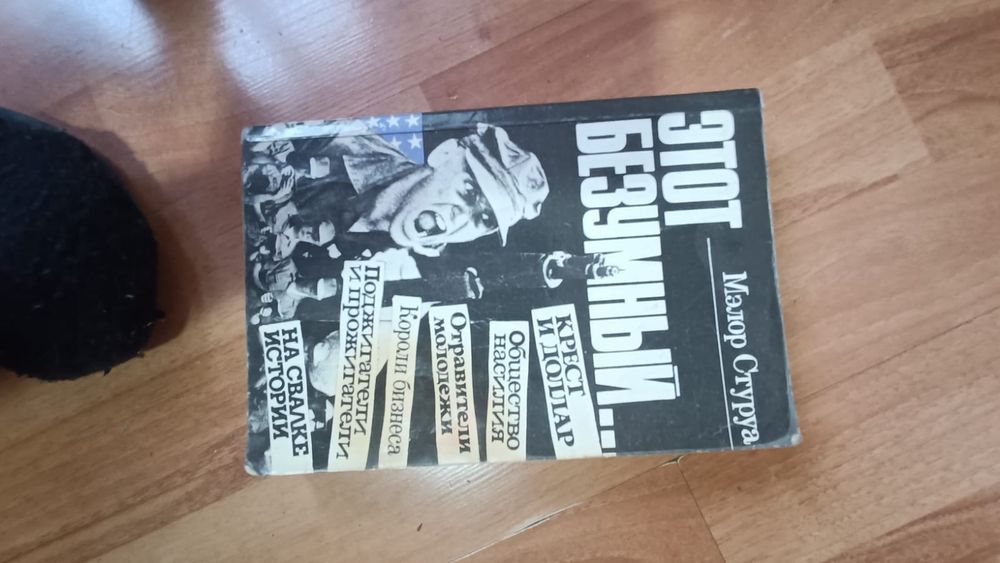 Мэлор Стуруа
ЭТОТ
БЕЗУМНЫЙ...
КРЕСТ
И ДОЛЛАР
Общество
насилия
Отравители
молодежи
Короли бизнеса
Поджигатели
и прожигатели
НА СВАЛКЕ
ИСТОРИИ